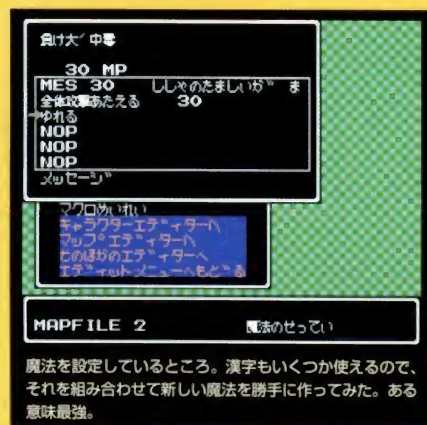 負け犬 中毒
30 MP
MES 30 ししゃのたましいが ま
全体攻撃あたえる 30
ゆれる
NOP
NOP
NOP
メッセージ
マクロめいれい
キャラクターエディターへ
マップエディターへ
そのほかのエディターへ
エディットメニューへもどる
MAPFILE 2 魔法のせってい
魔法を設定しているところ。漢字もいくつか使えるので、
それを組み合わせて新しい魔法を勝手に作ってみた。ある
意味最強。